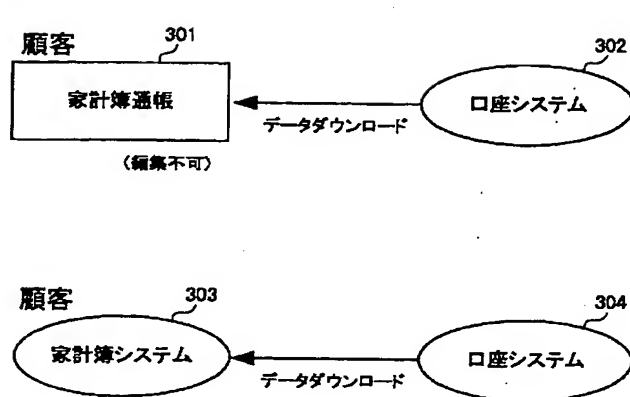 顧客
301
家計簿通帳
302
口座システム
データダウンロード
(編集不可)
顧客
303
家計簿システム
304
口座システム
データダウンロード